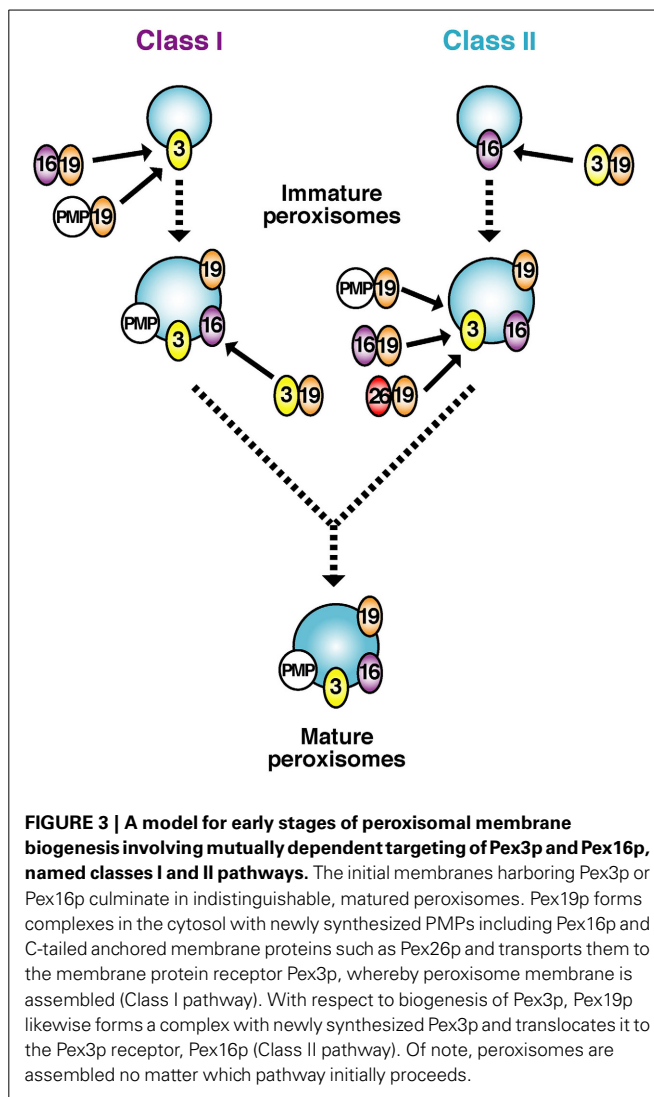 Class I
Class II
3
16
16 19
3 19
PMP 19
Immature
peroxisomes
19
PMP
3
16
3 19
PMP 19
16 19
26 19
19
3
16
19
PMP
3
16
Mature
peroxisomes
FIGURE 3 | A model for early stages of peroxisomal membrane
biogenesis involving mutually dependent targeting of Pex3p and Pex16p,
named classes I and II pathways. The initial membranes harboring Pex3p or
Pex16p culminate in indistinguishable, matured peroxisomes. Pex19p forms
complexes in the cytosol with newly synthesized PMPs including Pex16p and
C-tailed anchored membrane proteins such as Pex26p and transports them to
the membrane protein receptor Pex3p, whereby peroxisome membrane is
assembled (Class I pathway). With respect to biogenesis of Pex3p, Pex19p
likewise forms a complex with newly synthesized Pex3p and translocates it to
the Pex3p receptor, Pex16p (Class II pathway). Of note, peroxisomes are
assembled no matter which pathway initially proceeds.